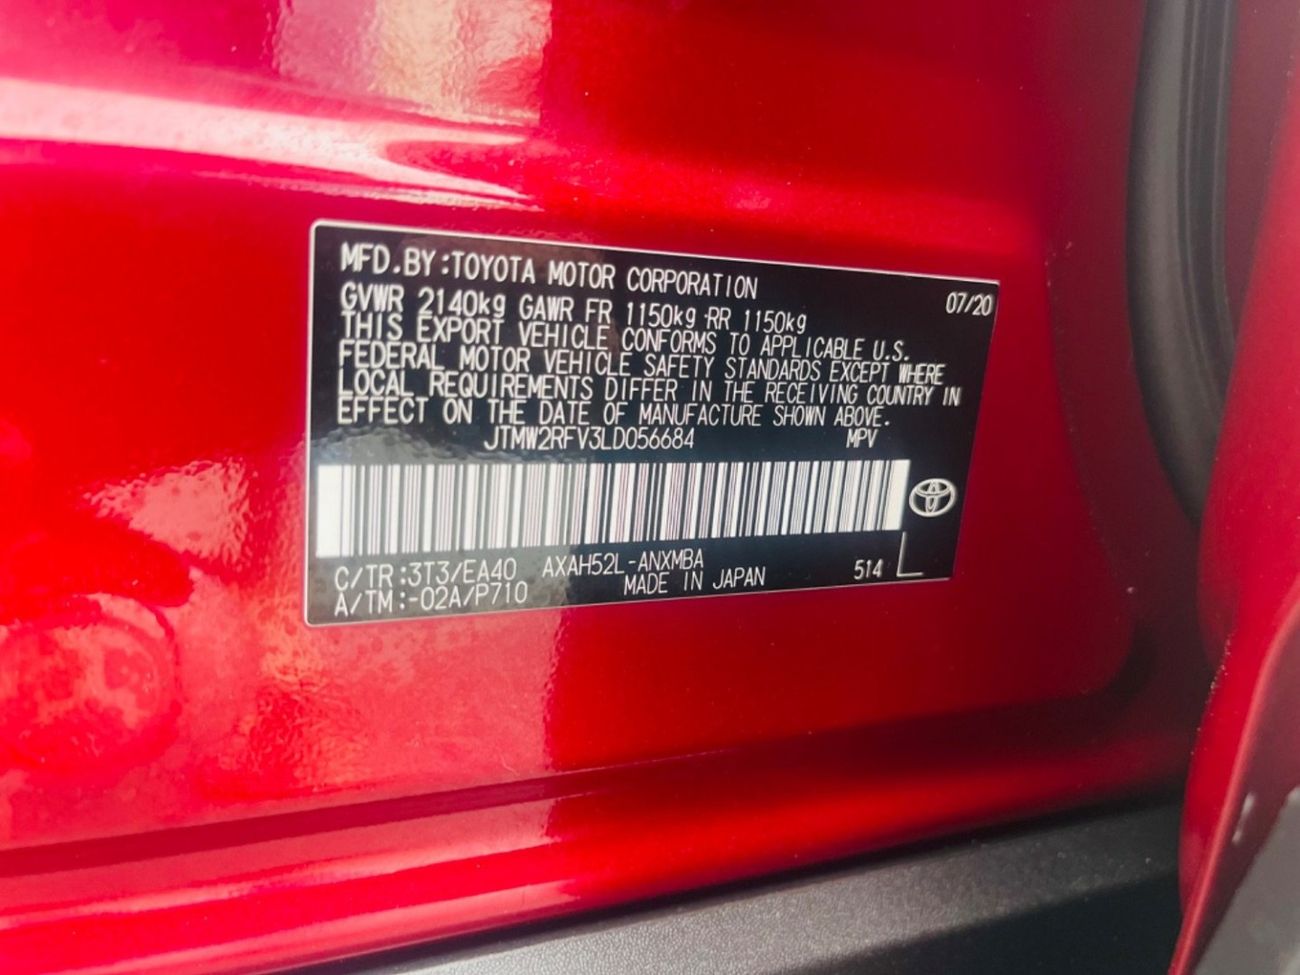 MFD.BY:TOYOTA MOTOR CORPORATION 07/20
GVWR 2140kg GAWR FR 1150kg RR 1150kg
THIS EXPORT VEHICLE CONFORMS TO APPLICABLE U.S.
FEDERAL MOTOR VEHICLE SAFETY STANDARDS EXCEPT WHERE
LOCAL REQUIREMENTS DIFFER IN THE RECEIVING COUNTRY IN
EFFECT ON THE DATE OF MANUFACTURE SHOWN ABOVE.
JTMW2RFV3LD056684 MPV
C/TR:3T3/EA40 AXAH52L-ANXMBA
A/TM:-02A/P710 MADE IN JAPAN 514